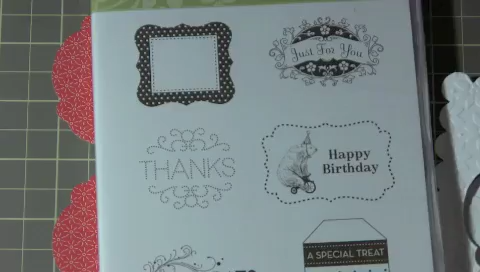 Just For You
THANKS
Happy
Birthday
A SPECIAL TREAT